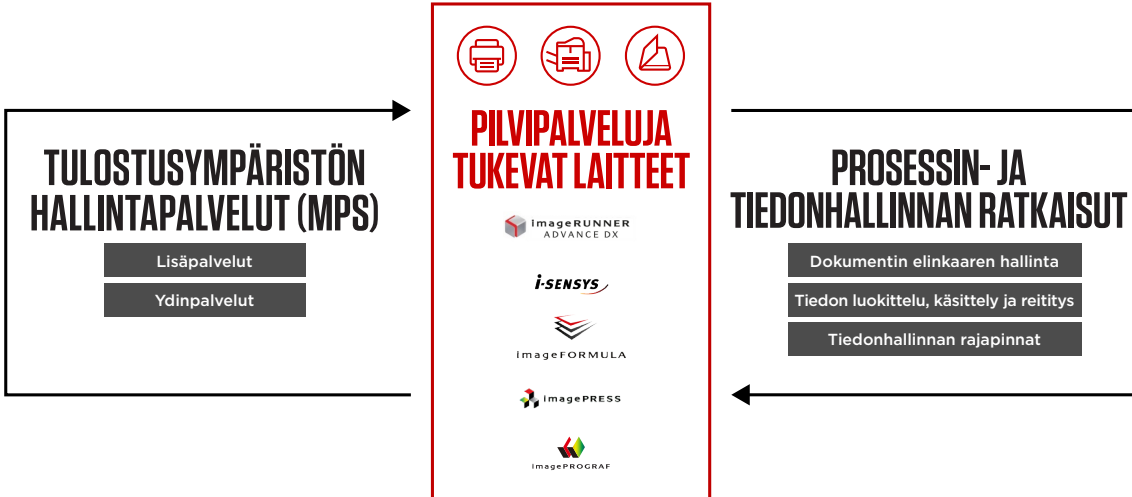 TULOSTUSYMPÄRISTÖN
HALLINTAPALVELUT (MPS)
Lisäpalvelut
Ydinpalvelut
PILVIPALVELUJA
TUKEVAT LAITTEET
imageRUNNER
ADVANCE DX
i-SENSYS
imageFORMULA
imagePRESS
imagePROGRAF
PROSESSIN- JA
TIEDONHALLINNAN RATKAISUT
Dokumentin elinkaaren hallinta
Tiedon luokittelu, käsittely ja reititys
Tiedonhallinnan rajapinnat